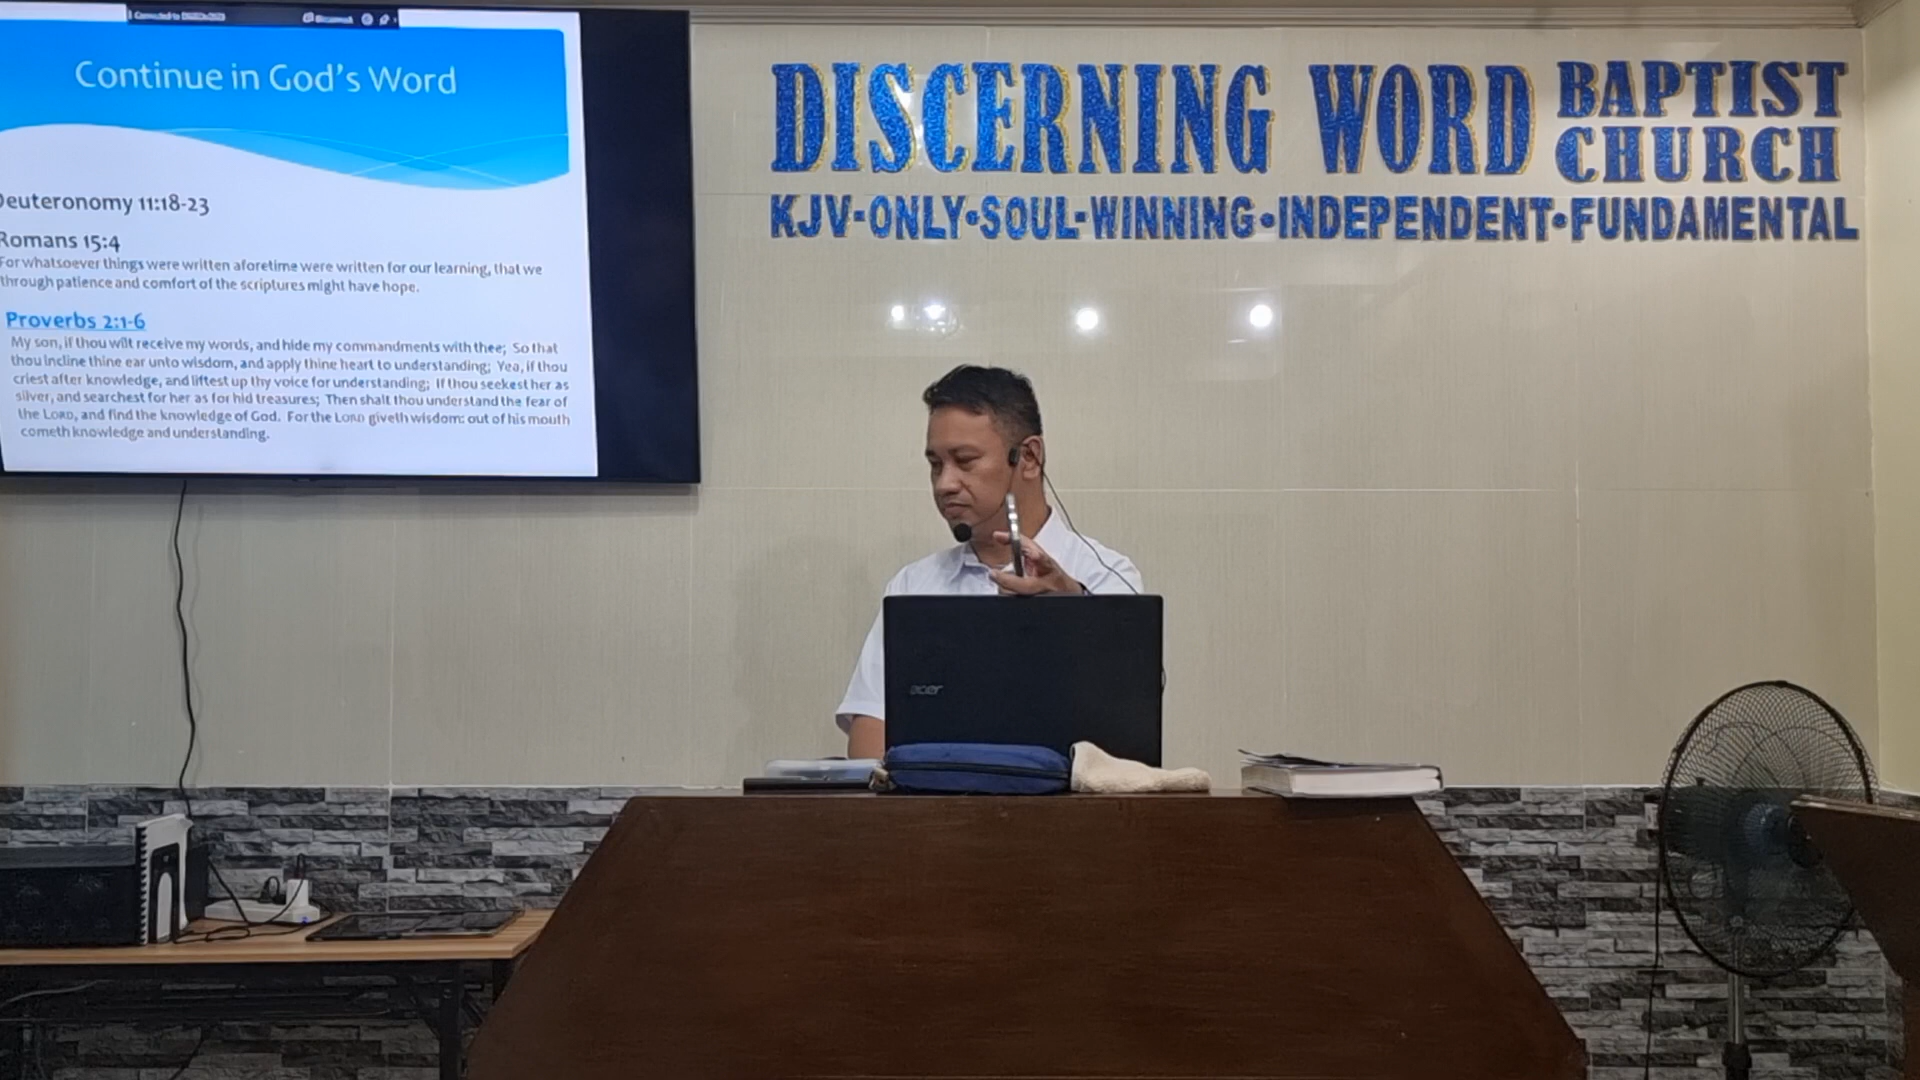 Continue in God's Word
Deuteronomy 11:18-23
Romans 15:4
For whatsoever things were written aforetime were written for our learning, that we
through patience and comfort of the scriptures might have hope.
Proverbs 2:1-6
My son, if thou wilt receive my words, and hide my commandments with thee; So that
thou incline thine ear unto wisdom, and apply thine heart to understanding; Yea, if thou
criest after knowledge, and liftest up thy voice for understanding; If thou seekest her as
silver, and searchest for her as for hid treasures; Then shalt thou understand the fear of
the LORD, and find the knowledge of God. For the LORD giveth wisdom: out of his mouth
cometh knowledge and understanding.
DISCERNING WORD BAPTIST
CHURCH
KJV-ONLY•SOUL-WINNING•INDEPENDENT•FUNDAMENTAL
acer